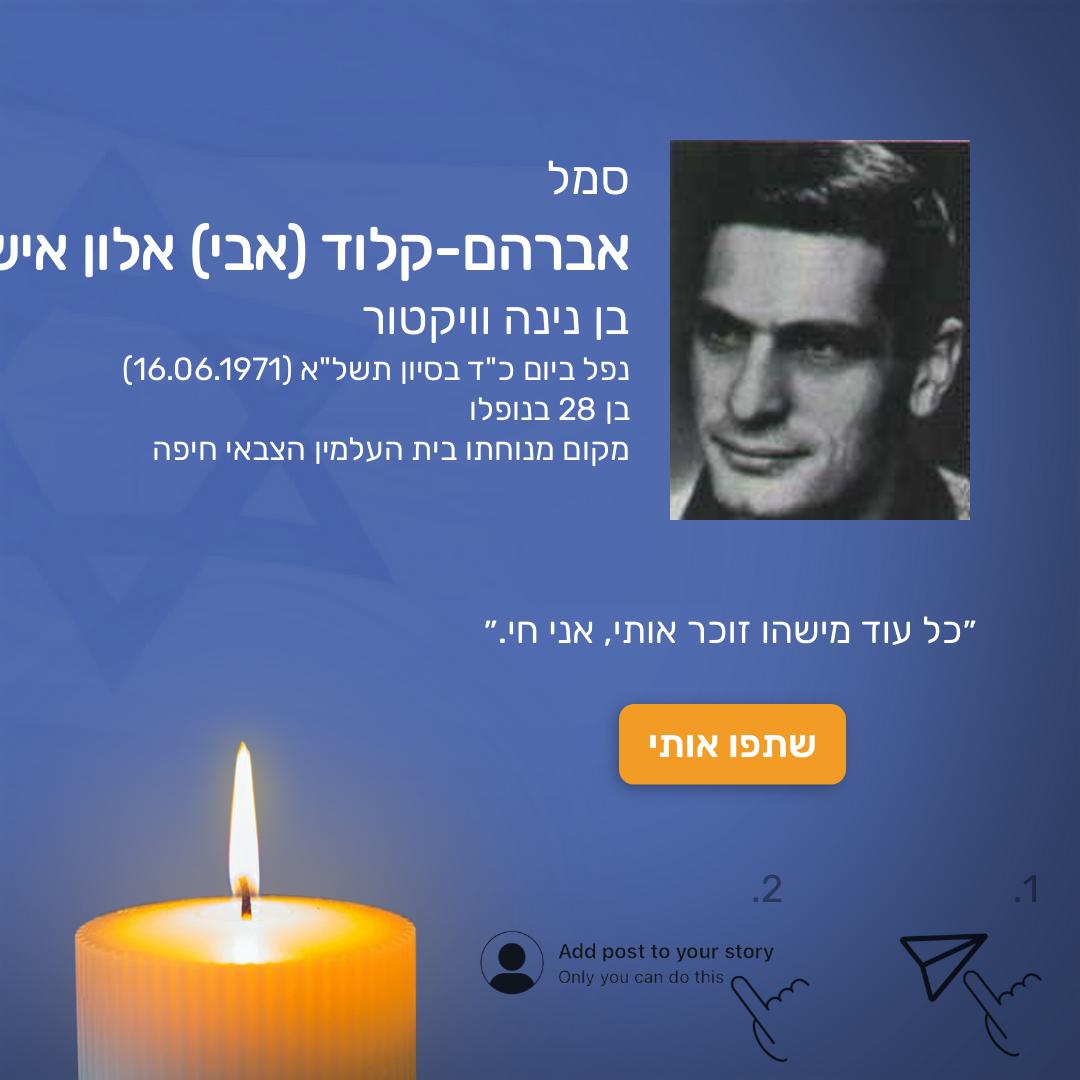 סמל
אברהם-קלוד (אבי) אלון
בן נינה וויקטור
נפל ביום כ"ד בסיון תשל"א (16.06.1971)
בן 28 בנופלו
מקום מנוחתו בית העלמין הצבאי חיפה
״כל עוד מישהו זוכר אותי, אני חי.״
שתפו אותי
.1
.2
Add post to your story
Only you can do this